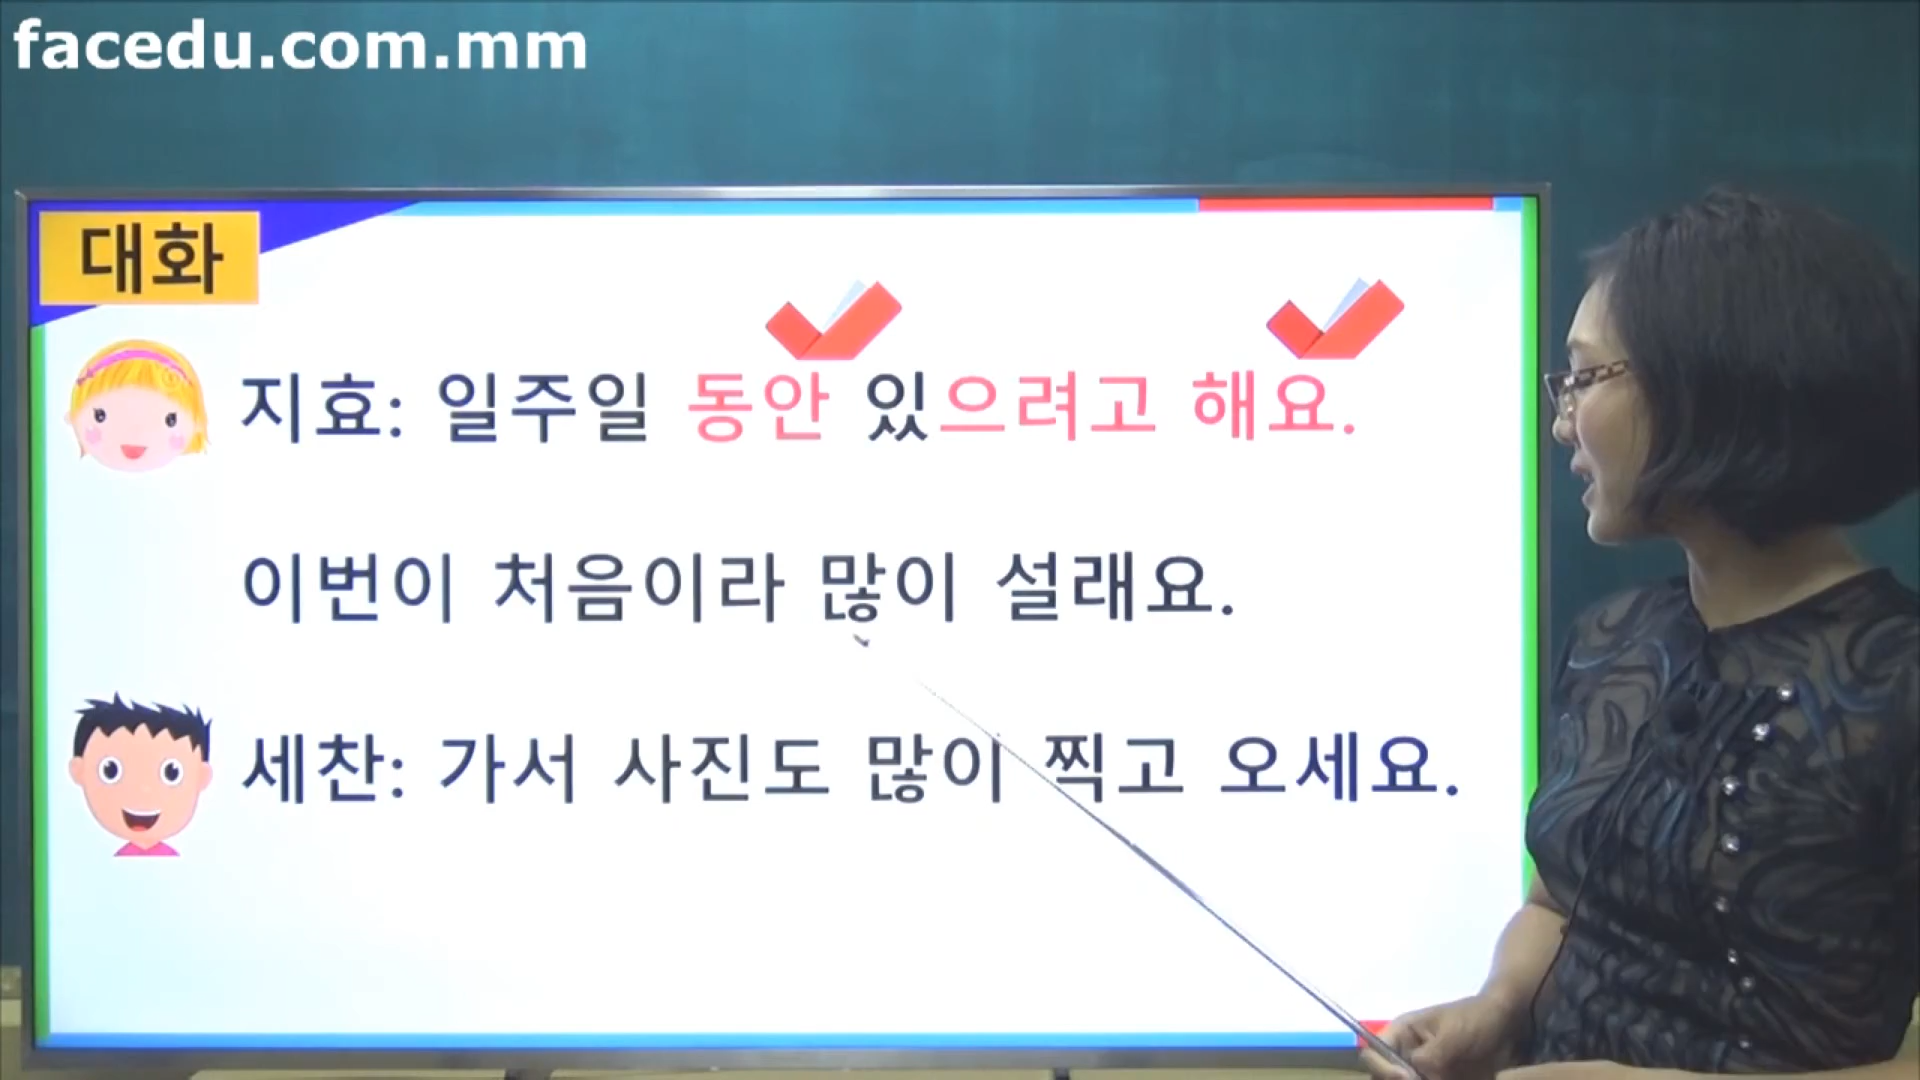 facedu.com.mm
대화
지효: 일주일 동안 있으려고 해요.
이번이 처음이라 많이 설래요.
세찬: 가서 사진도 많이 찍고 오세요.